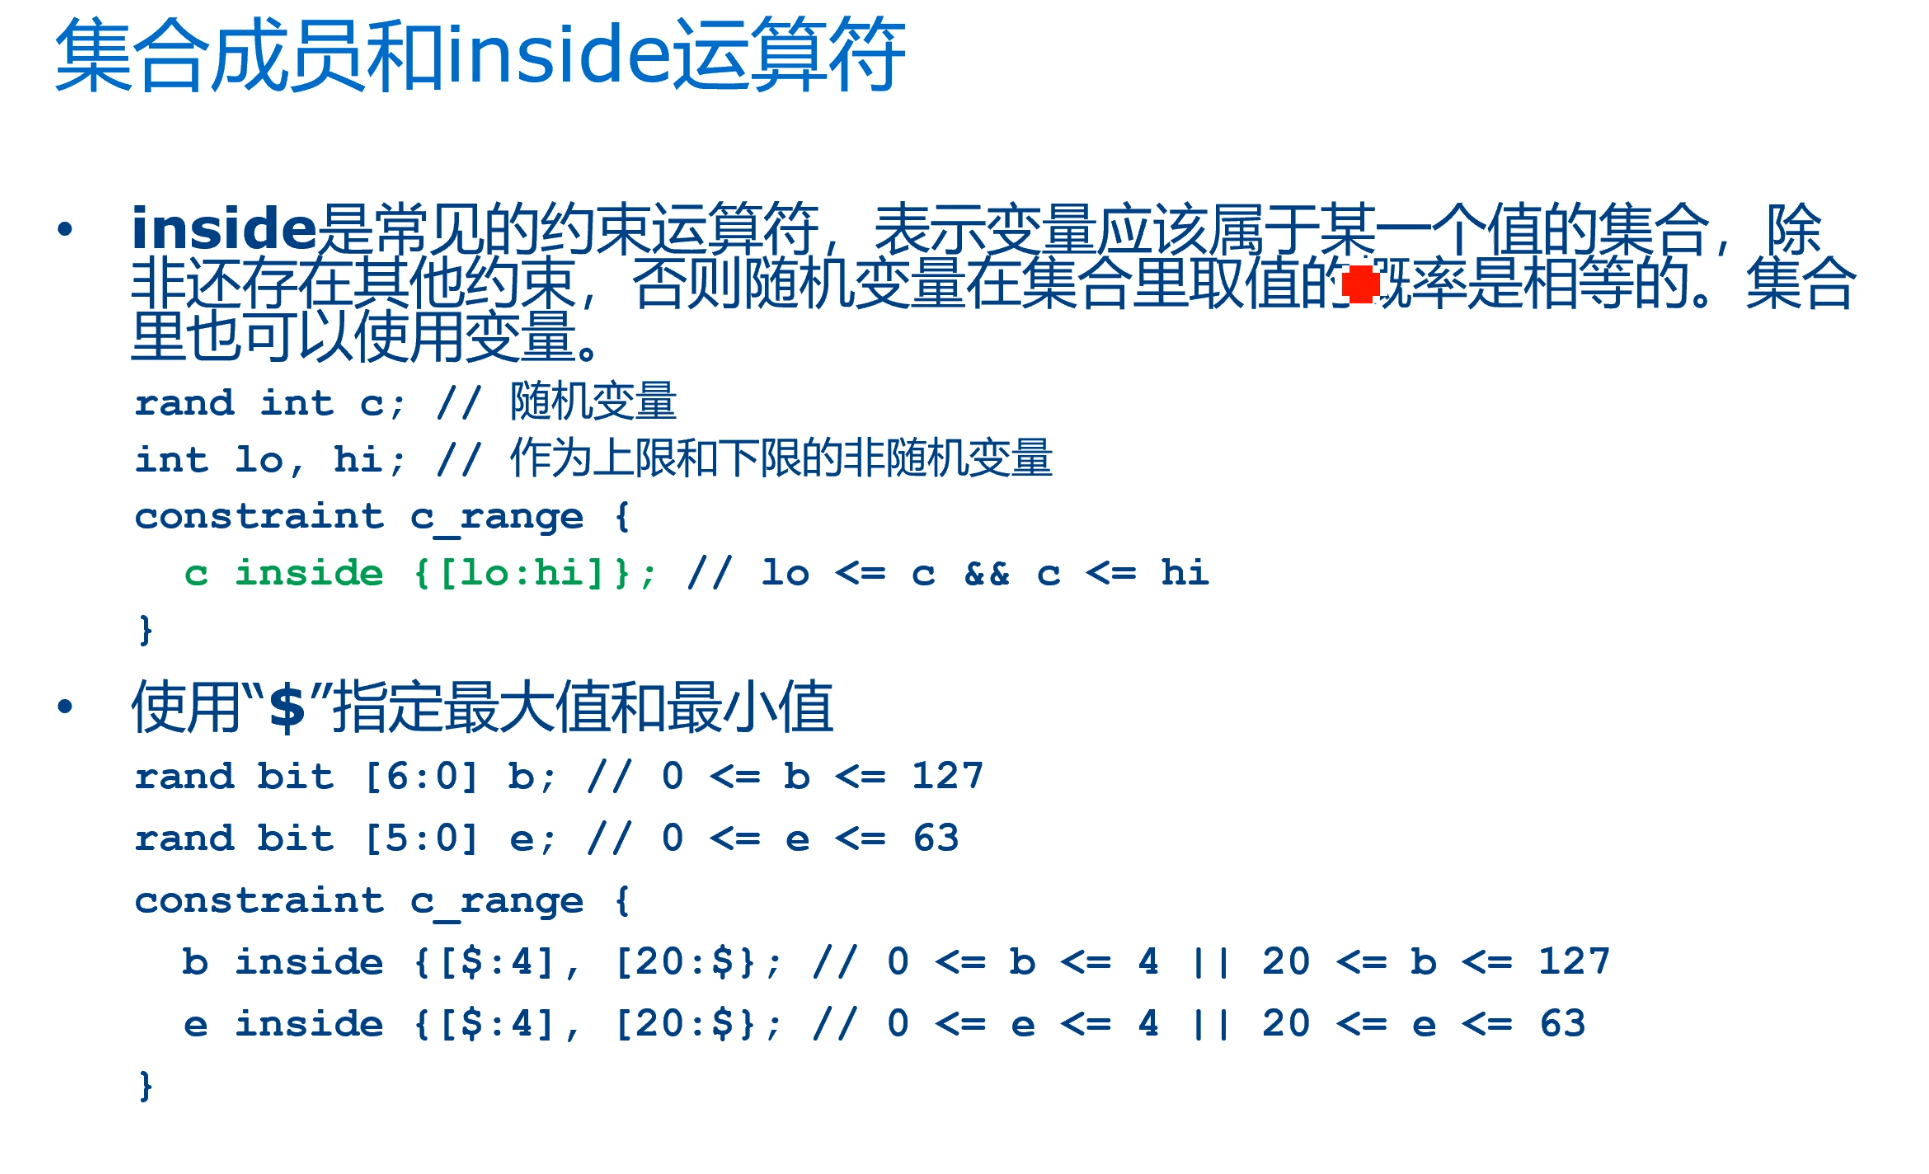 集合成员和inside运算符
• inside是常见的约束运算符，表示变量应该属于某一个值的集合，除
非还存在其他约束，否则随机变量在集合里取值的概率是相等的。集合
里也可以使用变量。
rand int c; // 随机变量
int lo, hi; // 作为上限和下限的非随机变量
constraint c_range {
c inside {[lo:hi]}; // lo <= c && c <= hi
}
• 使用“$”指定最大值和最小值
rand bit [6:0] b; // 0 <= b <= 127
rand bit [5:0] e; // 0 <= e <= 63
constraint c_range {
b inside {[$:4], [20:$}; // 0 <= b <= 4 || 20 <= b <= 127
e inside {[$:4], [20:$}; // 0 <= e <= 4 || 20 <= e <= 63
}